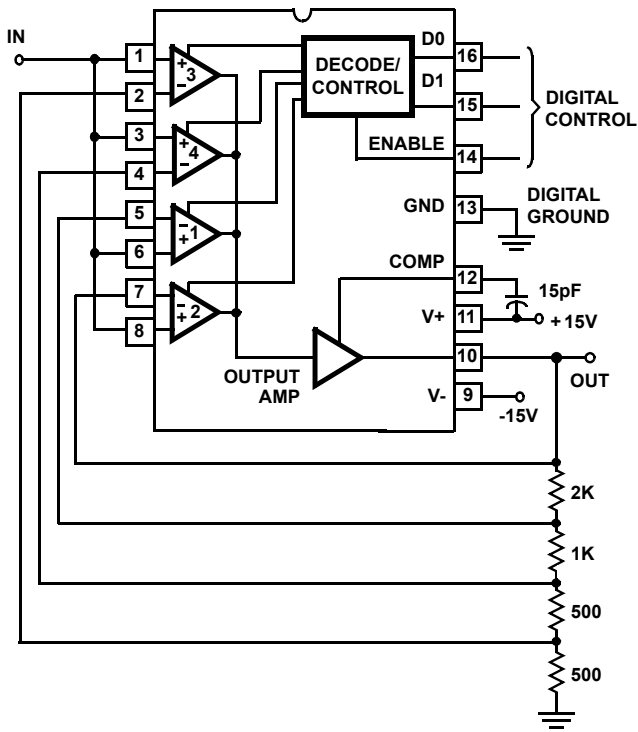 IN
1
2
3
4
5
6
7
8
+
−
3
+
−
4
−
+
1
−
+
2
DECODE/
CONTROL
D0
D1
ENABLE
GND
COMP
V+
V-
OUTPUT
AMP
16
15
14
13
12
11
10
9
DIGITAL
CONTROL
DIGITAL
GROUND
15pF
+15V
OUT
-15V
2K
1K
500
500